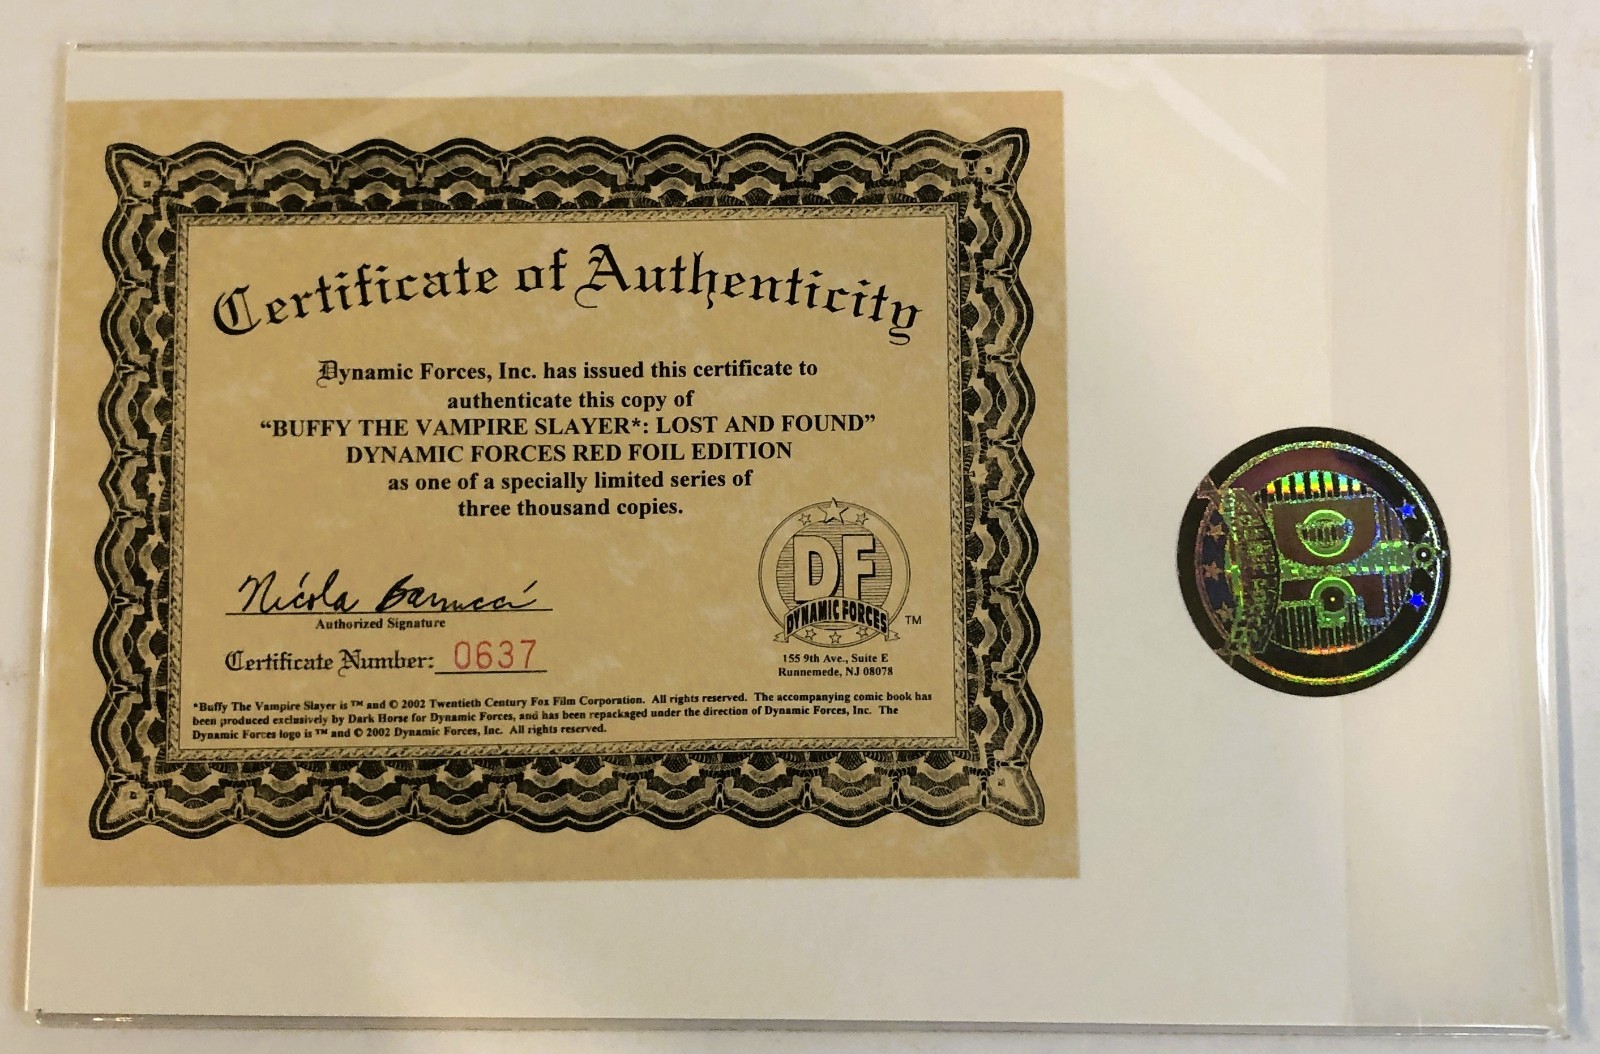 Certificate of Authenticity
Dynamic Forces, Inc. has issued this certificate to
authenticate this copy of
“BUFFY THE VAMPIRE SLAYER*: LOST AND FOUND”
DYNAMIC FORCES RED FOIL EDITION
as one of a specially limited series of
three thousand copies.
Nicola Barrucci
Authorized Signature
Certificate Number: 0637
DF
DYNAMIC FORCES
TM
155 9th Ave., Suite E
Runnemede, NJ 08078
*Buffy The Vampire Slayer is ™ and © 2002 Twentieth Century Fox Film Corporation. All rights reserved. The accompanying comic book has
been produced exclusively by Dark Horse for Dynamic Forces, and has been repackaged under the direction of Dynamic Forces, Inc. The
Dynamic Forces logo is ™ and © 2002 Dynamic Forces, Inc. All rights reserved.
DF